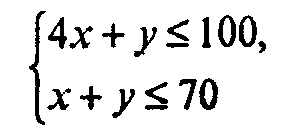 4x + y ≤ 100,
x + y ≤ 70